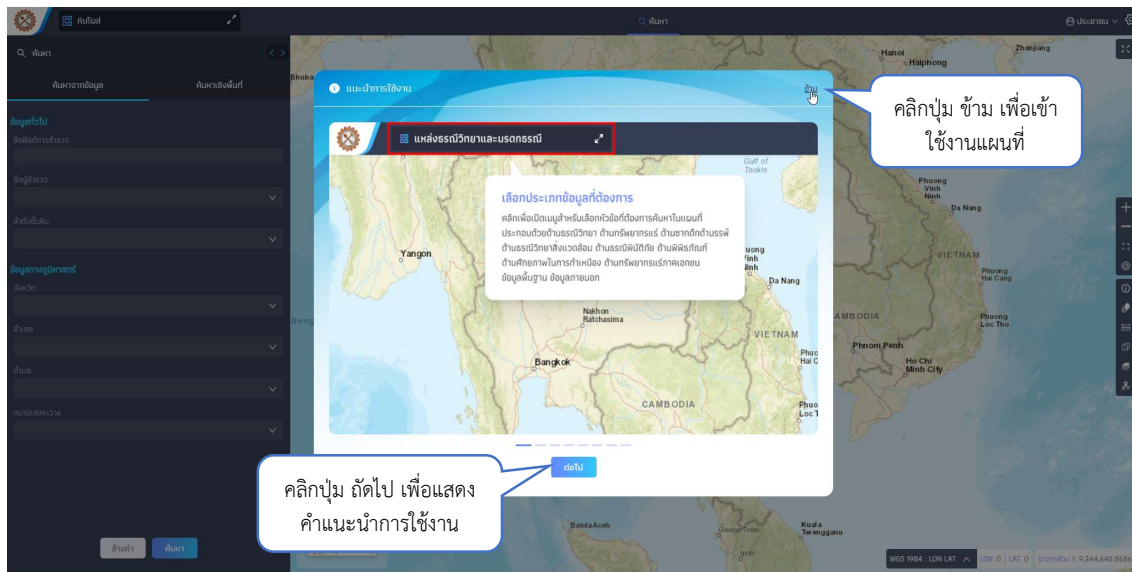 หินโผล่
ค้นหา
ประชาชน
ค้นหา
ค้นหาจากข้อมูล
ค้นหาเชิงพื้นที่
ข้อมูลทั่วไป
ชื่อผู้สำรวจ
ลำดับชั้นหิน
ข้อมูลทางภูมิศาสตร์
จังหวัด
อำเภอ
ตำบล
หมายเลขระวาง
ล้างค่า
ค้นหา
แนะนำการใช้งาน
ข้าม
คลิกปุ่ม ข้าม เพื่อเข้า
ใช้งานแผนที่
แหล่งธรณีวิทยาและมรดกธรณี
เลือกประเภทข้อมูลที่ต้องการ
คลิกเพื่อเปิดเมนูสำหรับเลือกหัวข้อที่ต้องการค้นหาในแผนที่
ประกอบด้วยด้านธรณีวิทยา ด้านทรัพยากรแร่ ด้านซากดึกดำบรรพ์
ด้านธรณีวิทยาสิ่งแวดล้อม ด้านธรณีพิบัติภัย ด้านพิพิธภัณฑ์
ด้านศักยภาพในการทำเหมือง ด้านทรัพยากรแร่ภาคเอกชน
ข้อมูลพื้นฐาน ข้อมูลภายนอก
Gulf of
Tonkin
Yangon
Da Nang
Nakhon
Ratchasima
VIETNAM
Bangkok
CAMBODIA
ต่อไป
คลิกปุ่ม ถัดไป เพื่อแสดง
คำแนะนำการใช้งาน
Hanoi
Haiphong
Zhanjiang
Phuong
Vinh
Ninh
Da Nang
VIETNAM
Phuong
Hai Cang
Phuong
Loc Tho
Phnom Penh
Ho Chi
Minh City
Banda Aceh
George Town
Ipoh
Kuala
Terengganu
WGS 1984 : LON LAT
LON 0 LAT 0
มาตราส่วน 1: 9,244,648.8686